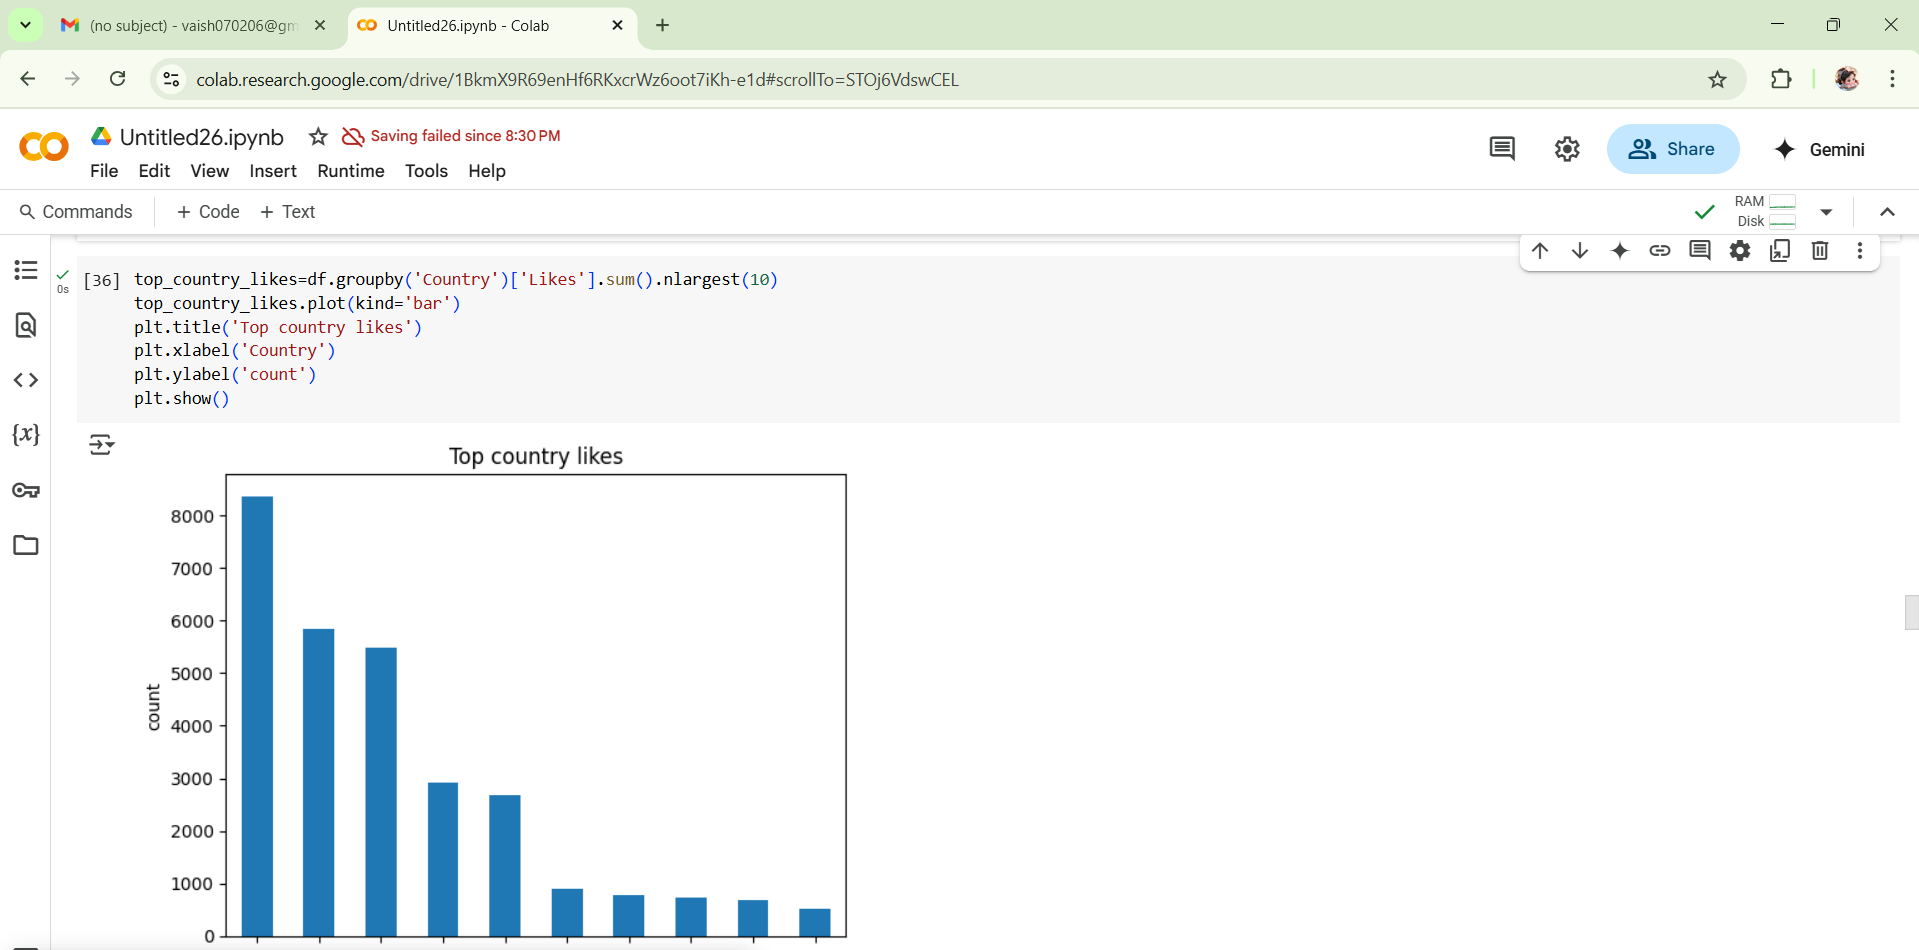 (no subject) - vaish070206@gm
Untitled26.ipynb - Colab
colab.research.google.com/drive/1BkmX9R69enHf6RKxcrWz6oot7iKh-e1d#scrollTo=STOj6VdswCEL
Untitled26.ipynb
Saving failed since 8:30 PM
Share
Gemini
File Edit View Insert Runtime Tools Help
Commands + Code + Text
RAM
Disk
[36] top_country_likes=df.groupby('Country')['Likes'].sum().nlargest(10)
0s
top_country_likes.plot(kind='bar')
plt.title('Top country likes')
plt.xlabel('Country')
plt.ylabel('count')
plt.show()
Top country likes
8000
7000
6000
5000
4000
3000
2000
1000
0
count